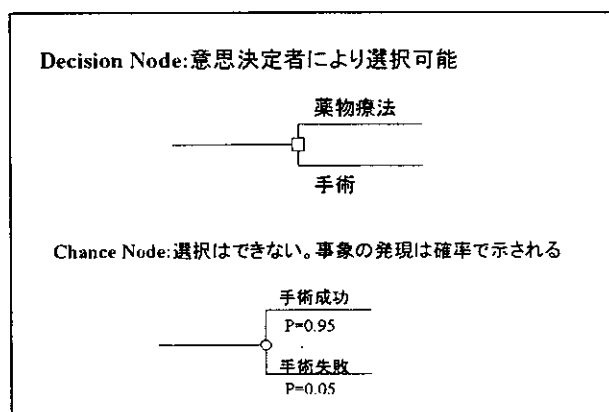 Decision Node:意思決定者により選択可能
薬物療法
手術
Chance Node:選択はできない。事象の発現は確率で示される
手術成功
P=0.95
手術失敗
P=0.05